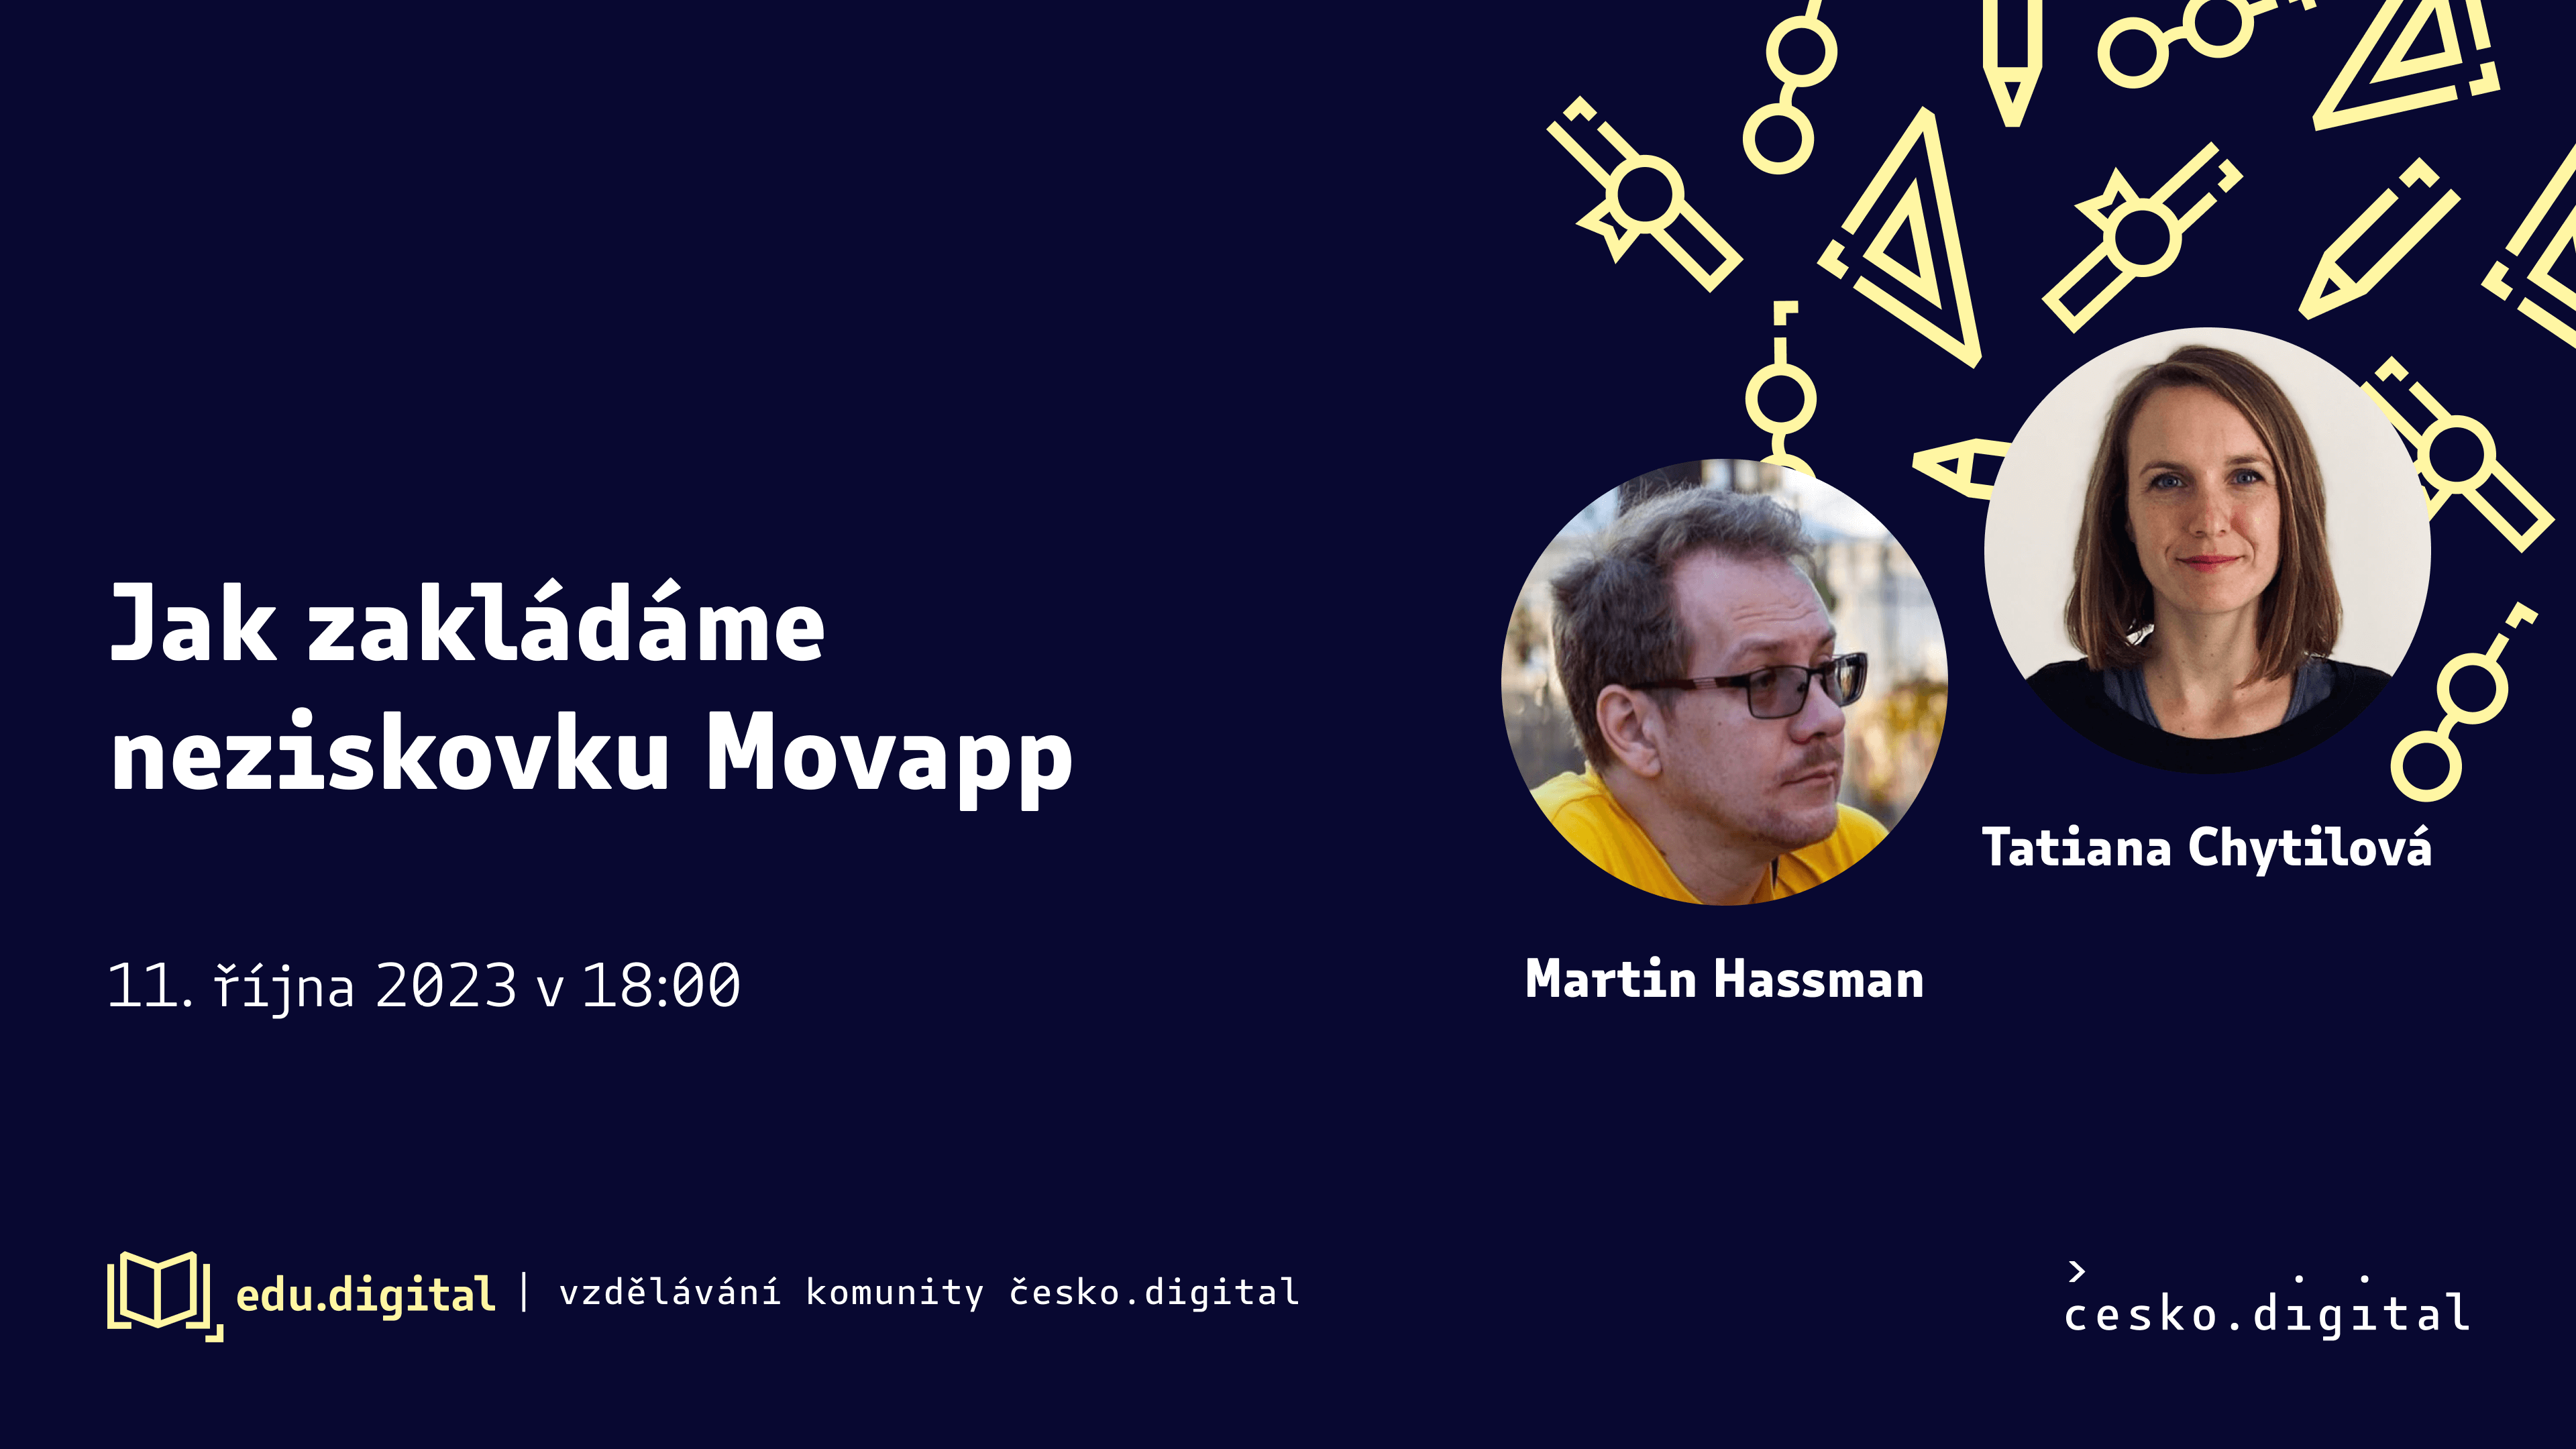 Jak zakládáme
neziskovku Movapp
11. října 2023 v 18:00
Tatiana Chytilová
Martin Hassman
edu.digital | vzdělávání komunity česko.digital
česko.digital